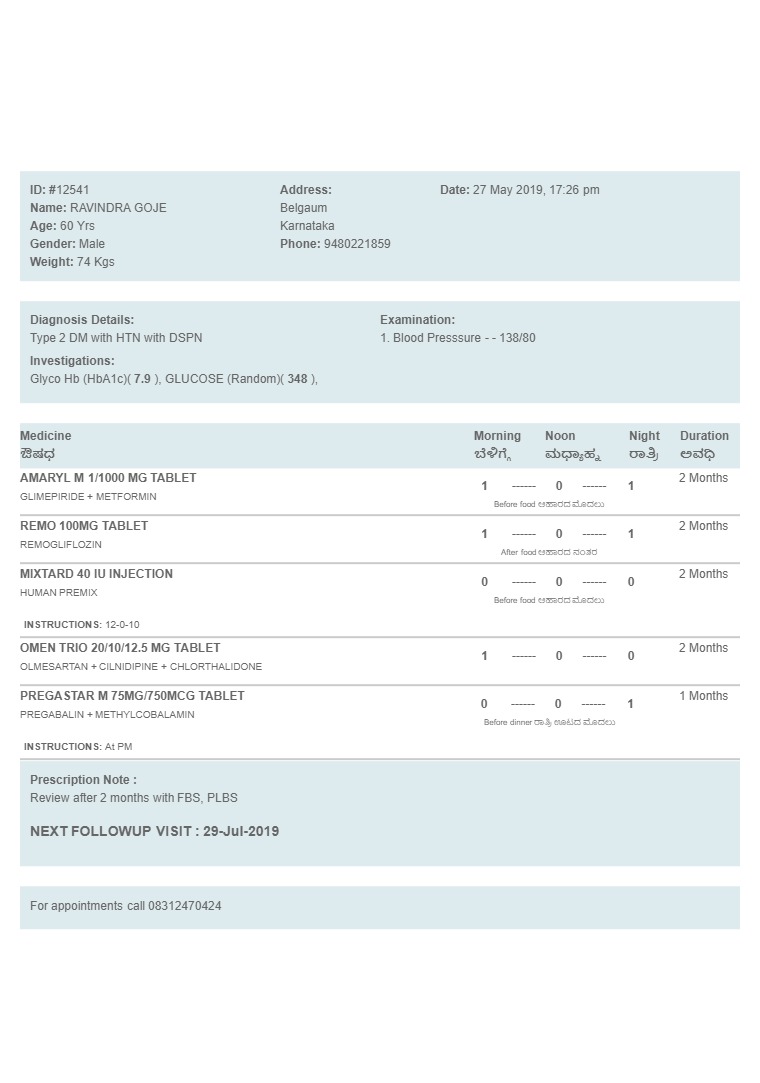 ID: #12541
Name: RAVINDRA GOJE
Age: 60 Yrs
Gender: Male
Weight: 74 Kgs
Address:
Belgaum
Karnataka
Phone: 9480221859
Date: 27 May 2019, 17:26 pm
Diagnosis Details:
Type 2 DM with HTN with DSPN
Examination:
1. Blood Presssure - - 138/80
Investigations:
Glyco Hb (HbA1c)( 7.9 ), GLUCOSE (Random)( 348 ),
Medicine Morning Noon Night Duration
ಔಷಧ ಬೆಳಿಗ್ಗೆ ಮಧ್ಯಾಹ್ನ ರಾತ್ರಿ ಅವಧಿ
AMARYL M 1/1000 MG TABLET 2 Months
GLIMEPIRIDE + METFORMIN 1 ------ 0 ------ 1
Before food ಆಹಾರದ ಮೊದಲು
REMO 100MG TABLET 2 Months
REMOGLIFLOZIN 1 ------ 0 ------ 1
After food ಆಹಾರದ ನಂತರ
MIXTARD 40 IU INJECTION 2 Months
HUMAN PREMIX 0 ------ 0 ------ 0
Before food ಆಹಾರದ ಮೊದಲು
INSTRUCTIONS: 12-0-10
OMEN TRIO 20/10/12.5 MG TABLET 2 Months
OLMESARTAN + CILNIDIPINE + CHLORTHALIDONE 1 ------ 0 ------ 0
PREGASTAR M 75MG/750MCG TABLET 1 Months
PREGABALIN + METHYLCOBALAMIN 0 ------ 0 ------ 1
Before dinner ರಾತ್ರಿ ಊಟದ ಮೊದಲು
INSTRUCTIONS: At PM
Prescription Note :
Review after 2 months with FBS, PLBS
NEXT FOLLOWUP VISIT : 29-Jul-2019
For appointments call 08312470424